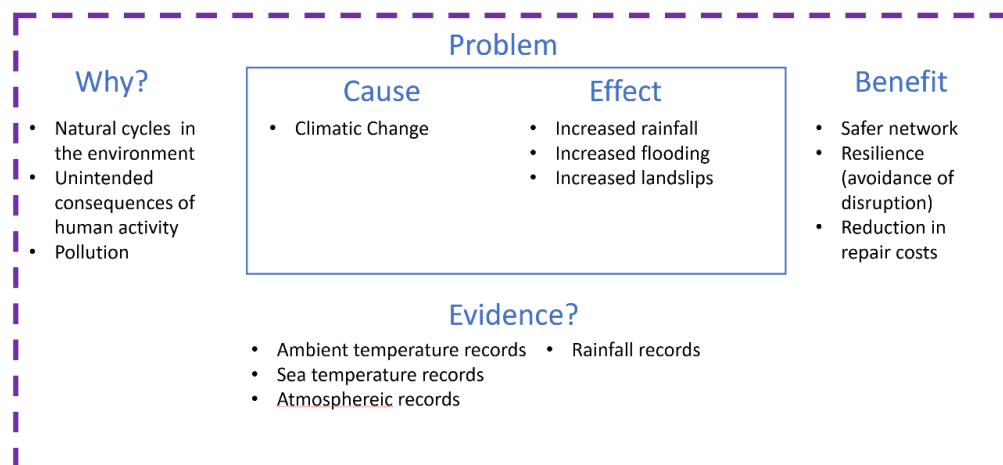 Problem
Why?
Cause
Effect
Benefit
• Natural cycles in
the environment
• Unintended
consequences of
human activity
• Pollution
• Climatic Change
• Increased rainfall
• Increased flooding
• Increased landslips
• Safer network
• Resilience
(avoidance of
disruption)
• Reduction in
repair costs
Evidence?
• Ambient temperature records
• Sea temperature records
• Atmosphereic records
• Rainfall records